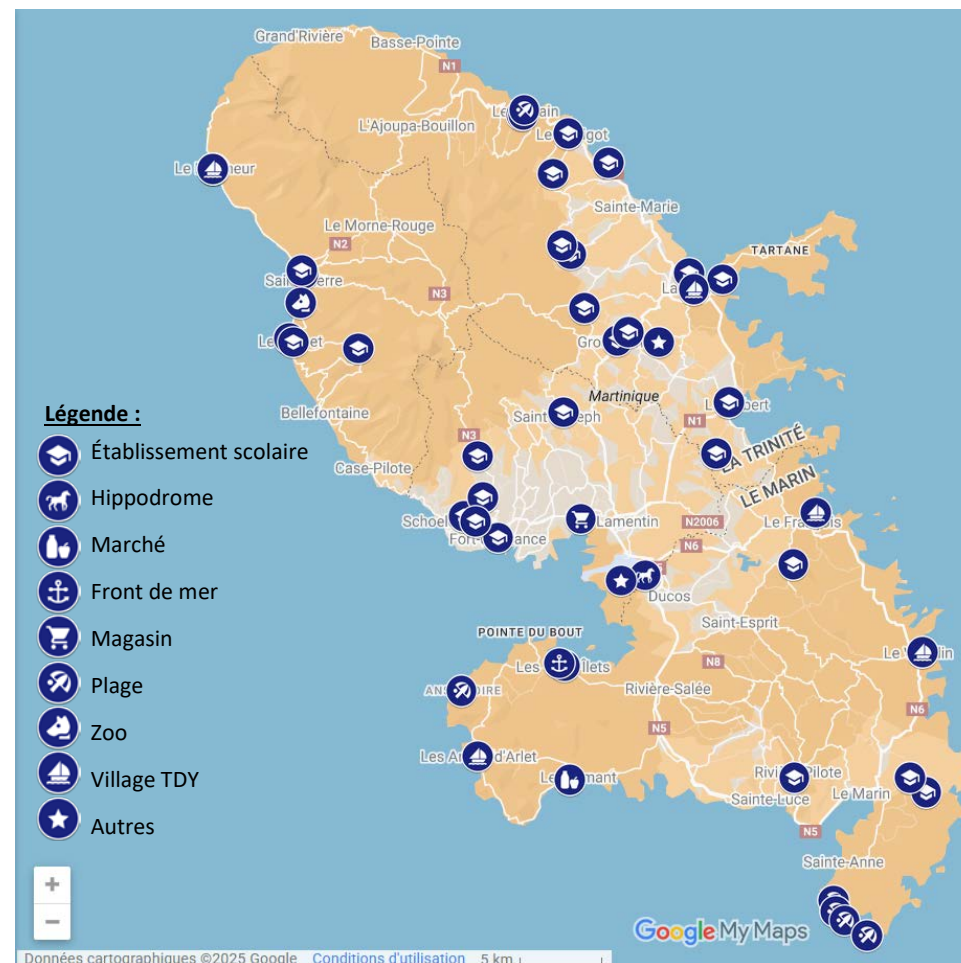 Grand'Rivière
Basse-Pointe
N1
L'Ajoupa-Bouillon
Sainte-Marie
Le Morne-Rouge
N2
TARTANE
N3
Martinique
Bellefontaine
N1
LA TRINITÉ
N3
Case-Pilote
LE MARIN
Lamentin
N2006
N6
Ducos
Saint-Esprit
POINTE DU BOUT
N8
Rivière-Salée
N6
N5
Le Marin
Sainte-Luce
N5
Sainte-Anne
Légende :
Établissement scolaire
Hippodrome
Marché
Front de mer
Magasin
Plage
Zoo
Village TDY
Autres
+
−
Google My Maps
Données cartographiques ©2025 Google Conditions d'utilisation 5 km